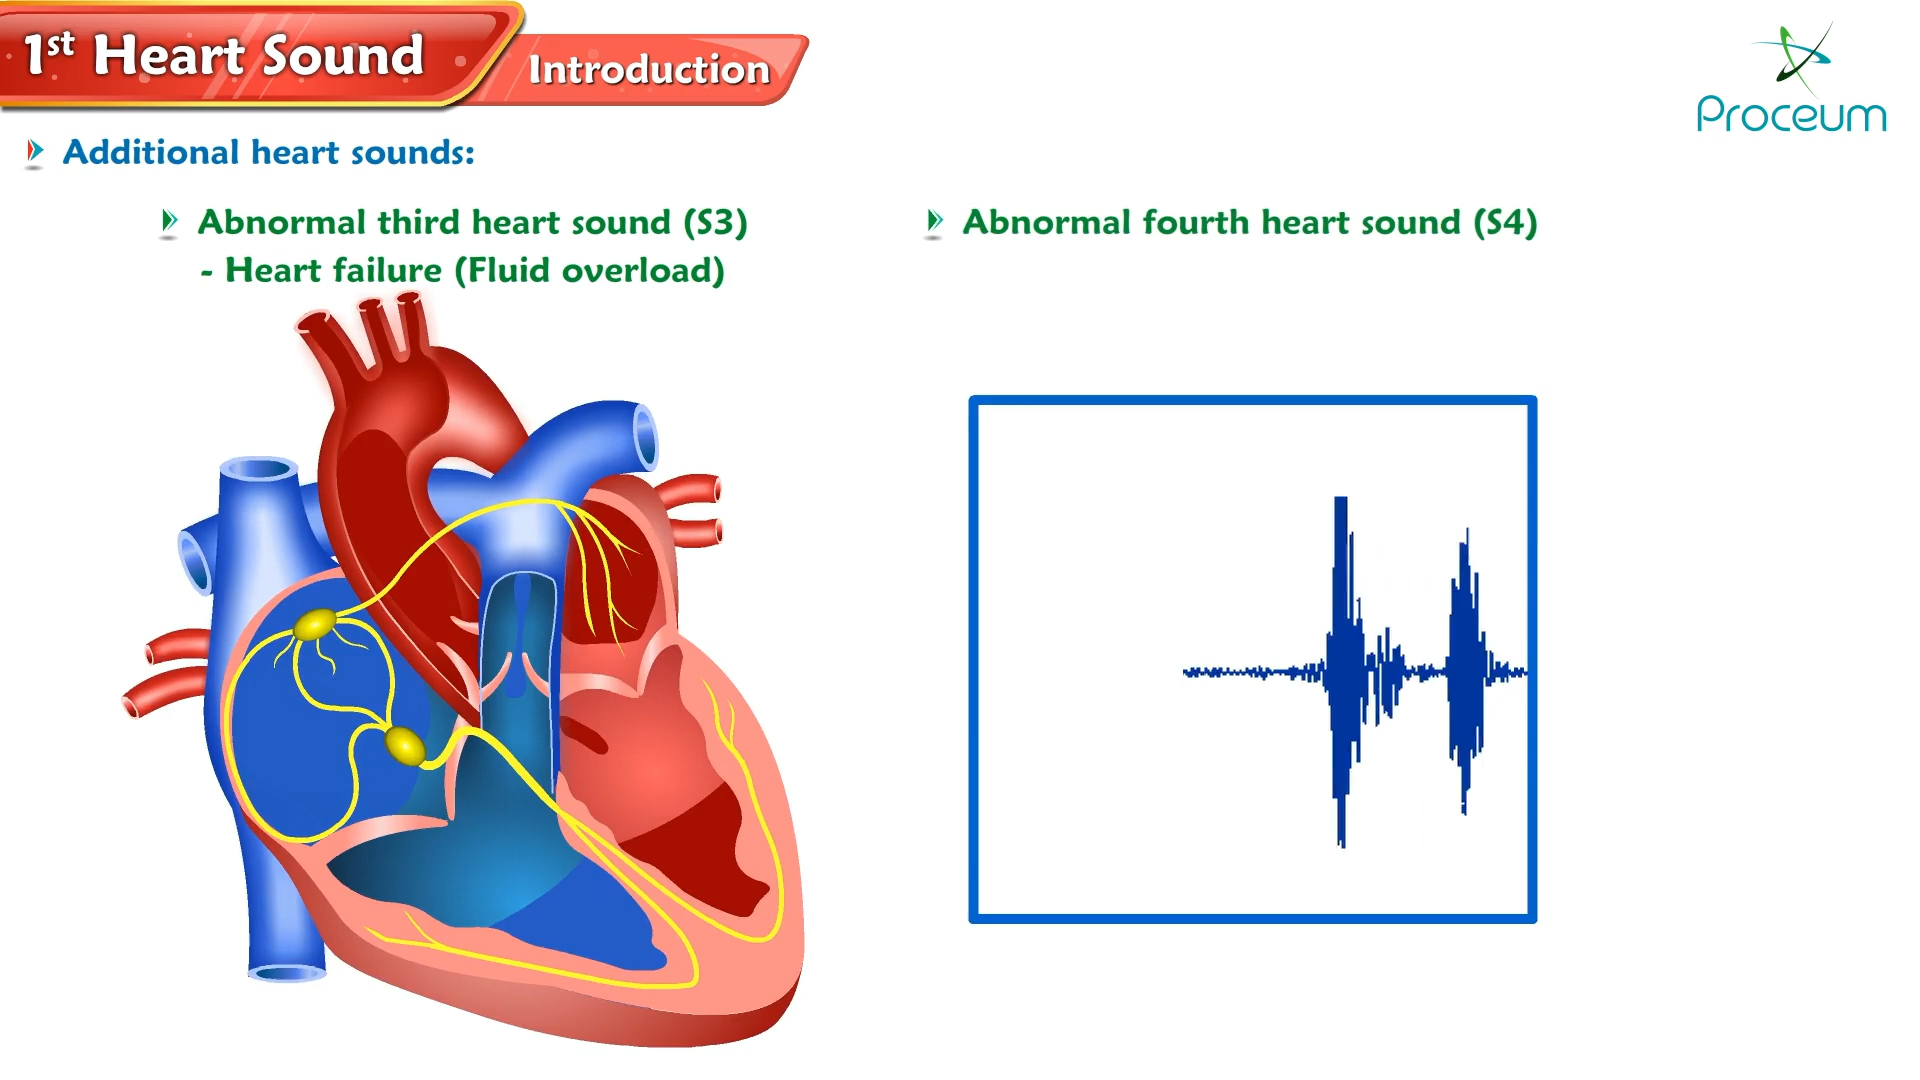 1st Heart Sound
Introduction
Proceum
Additional heart sounds:
Abnormal third heart sound (S3)
- Heart failure (Fluid overload)
Abnormal fourth heart sound (S4)